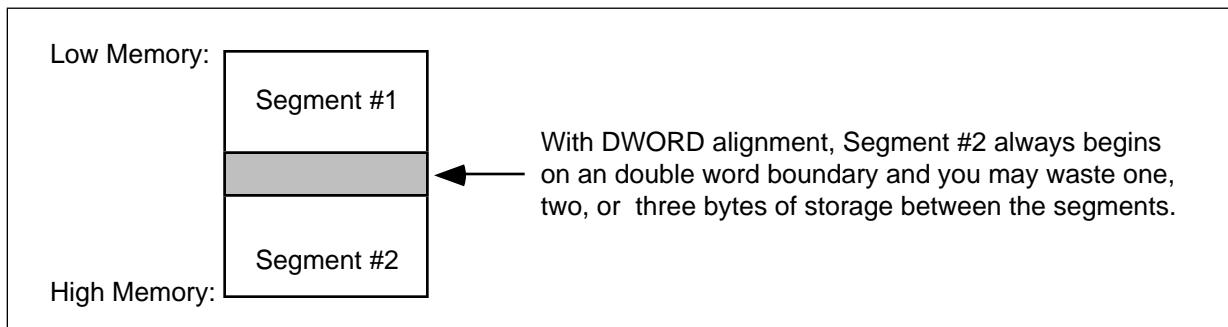 Low Memory:
Segment #1
With DWORD alignment, Segment #2 always begins
on an double word boundary and you may waste one,
two, or three bytes of storage between the segments.
Segment #2
High Memory: